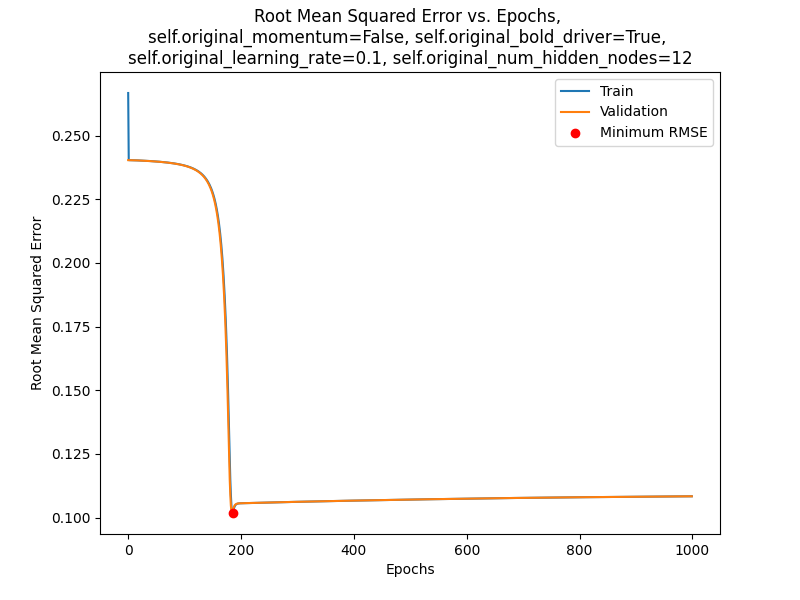 Root Mean Squared Error vs. Epochs,
self.original_momentum=False, self.original_bold_driver=True,
self.original_learning_rate=0.1, self.original_num_hidden_nodes=12
Train
Validation
Minimum RMSE
Root Mean Squared Error
0.250
0.225
0.200
0.175
0.150
0.125
0.100
0 200 400 600 800 1000
Epochs